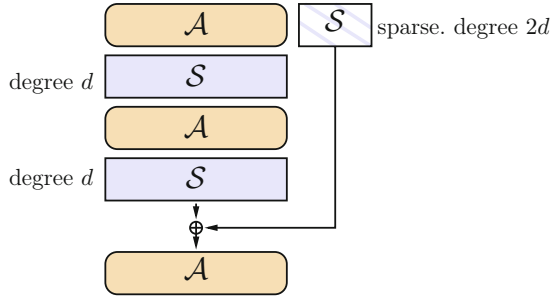 𝒜 𝒮 sparse. degree 2d
degree d 𝒮
𝒜
degree d 𝒮
⊕
𝒜